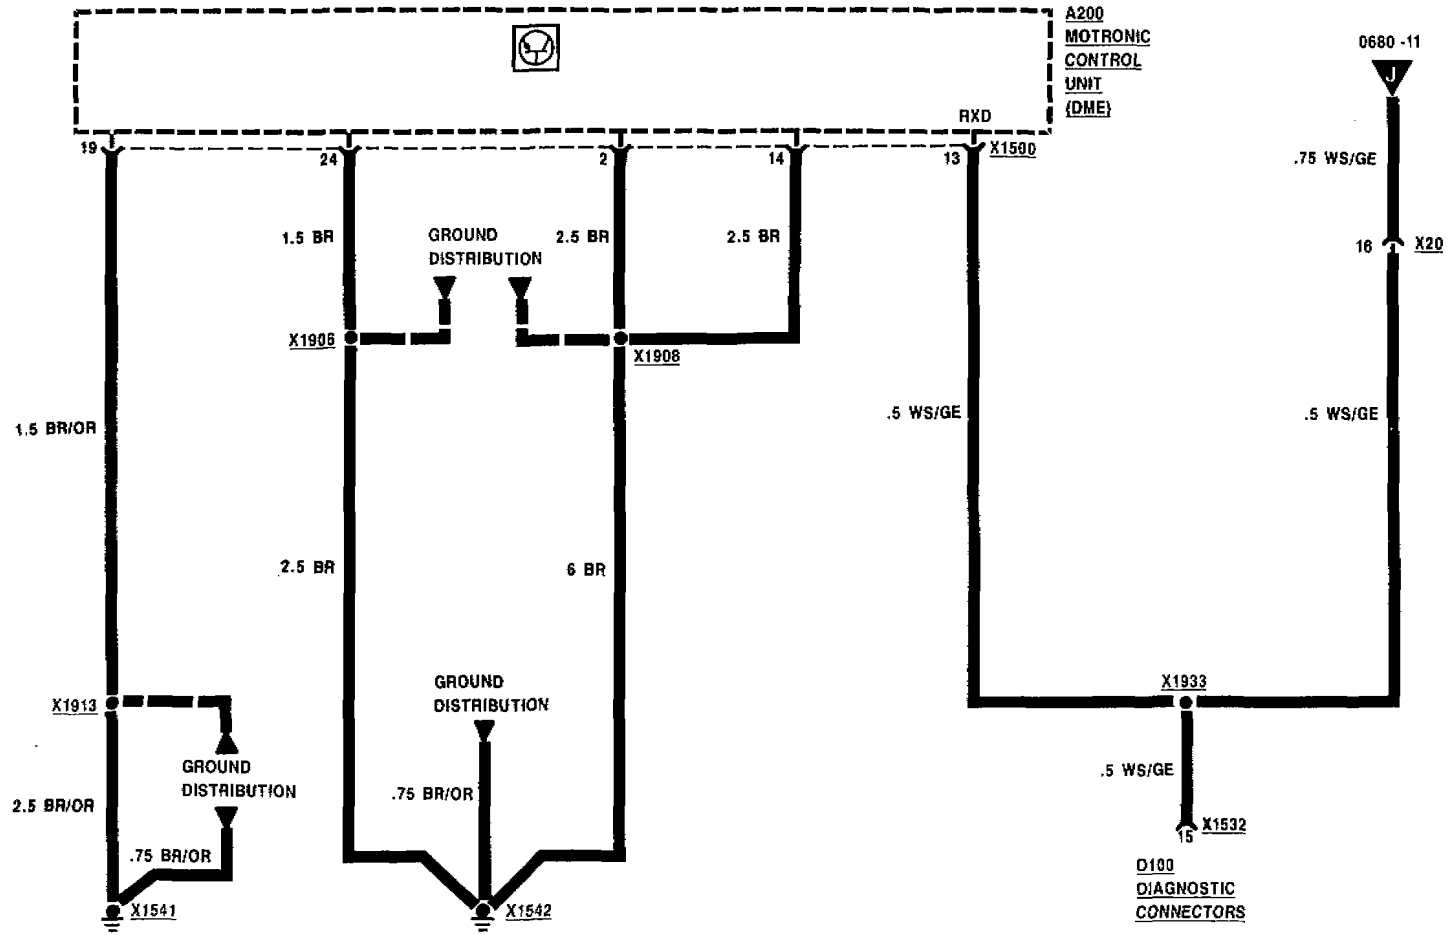 A200
MOTRONIC
CONTROL
UNIT
(DME)
0680 -11
J
RXD
19
24
2
14
13
X1500
.75 WS/GE
1.5 BR
GROUND
DISTRIBUTION
2.5 BR
2.5 BR
16
X20
X1906
X1908
1.5 BR/OR
.5 WS/GE
.5 WS/GE
2.5 BR
6 BR
GROUND
DISTRIBUTION
X1913
X1933
GROUND
DISTRIBUTION
2.5 BR/OR
.75 BR/OR
.5 WS/GE
.75 BR/OR
15
X1532
X1541
X1542
D100
DIAGNOSTIC
CONNECTORS